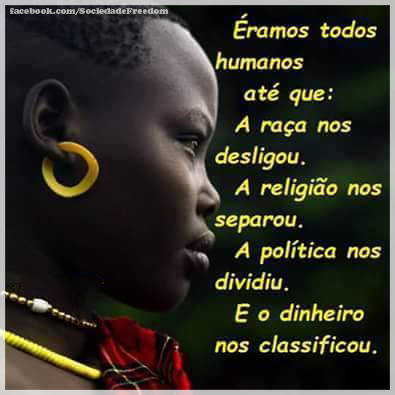 facebook.com/SociedadeFreedom
Éramos todos
humanos
até que:
A raça nos
desligou.
A religião nos
separou.
A política nos
dividiu.
E o dinheiro
nos classificou.